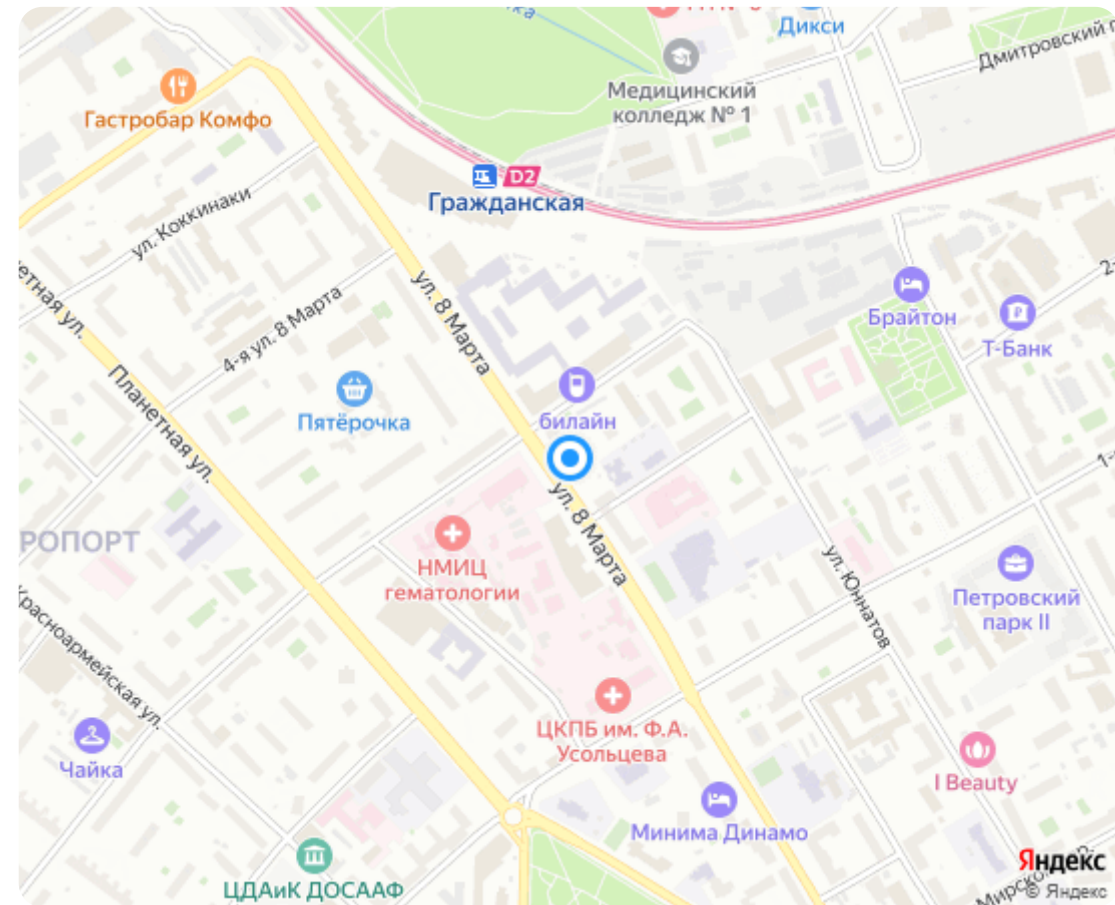 Дикси
Дмитровский
Медицинский
колледж № 1
Гастробар Комфо
D2
Гражданская
ул. Коккинаки
ул. 8 Марта
4-я ул. 8 Марта
Брайтон
Т-Банк
Планетная ул.
Пятёрочка
билайн
ул. 8 Марта
РОПОРТ
НМИЦ
гематологии
ул. Юннатов
Петровский
парк II
Красноармейская ул.
ЦКПБ им. Ф.А.
Усольцева
Чайка
I Beauty
Минима Динамо
ЦДАиК ДОСААФ
Яндекс
© Яндекс